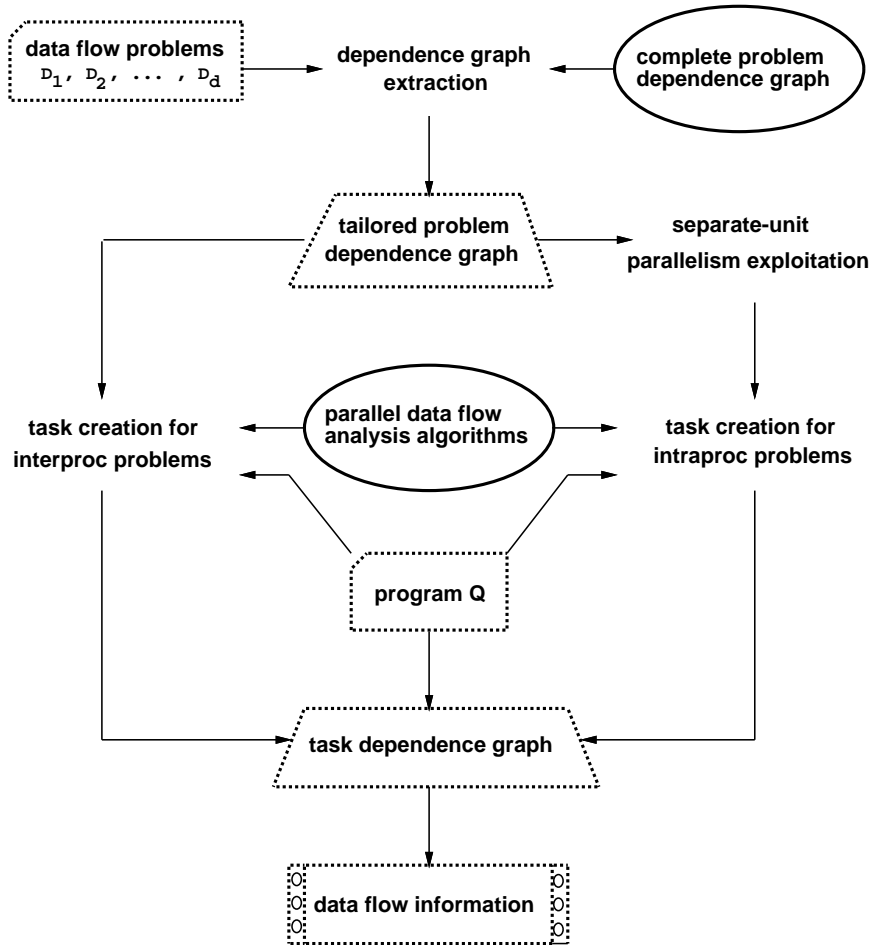 data flow problems
D1, D2, ... , Dd
dependence graph
extraction
complete problem
dependence graph
tailored problem
dependence graph
separate-unit
parallelism exploitation
task creation for
interproc problems
parallel data flow
analysis algorithms
task creation for
intraproc problems
program Q
task dependence graph
data flow information